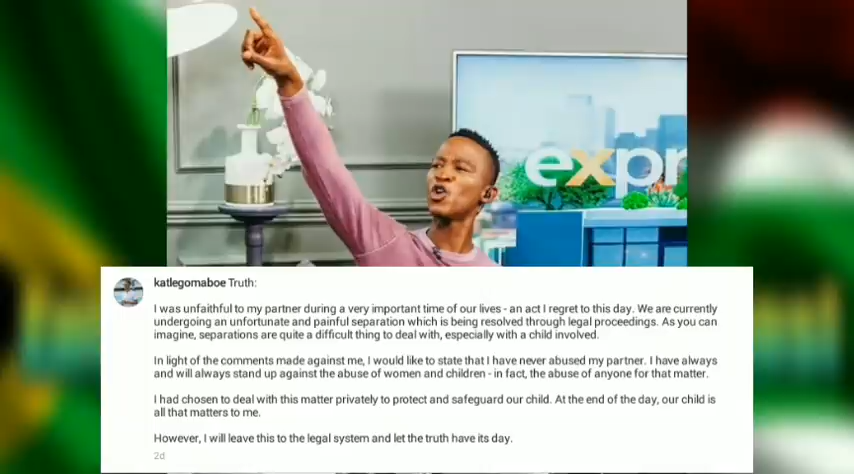 expr
katlegomaboe Truth:
I was unfaithful to my partner during a very important time of our lives - an act I regret to this day. We are currently
undergoing an unfortunate and painful separation which is being resolved through legal proceedings. As you can
imagine, separations are quite a difficult thing to deal with, especially with a child involved.
In light of the comments made against me, I would like to state that I have never abused my partner. I have always
and will always stand up against the abuse of women and children - in fact, the abuse of anyone for that matter.
I had chosen to deal with this matter privately to protect and safeguard our child. At the end of the day, our child is
all that matters to me.
However, I will leave this to the legal system and let the truth have its day.
2d